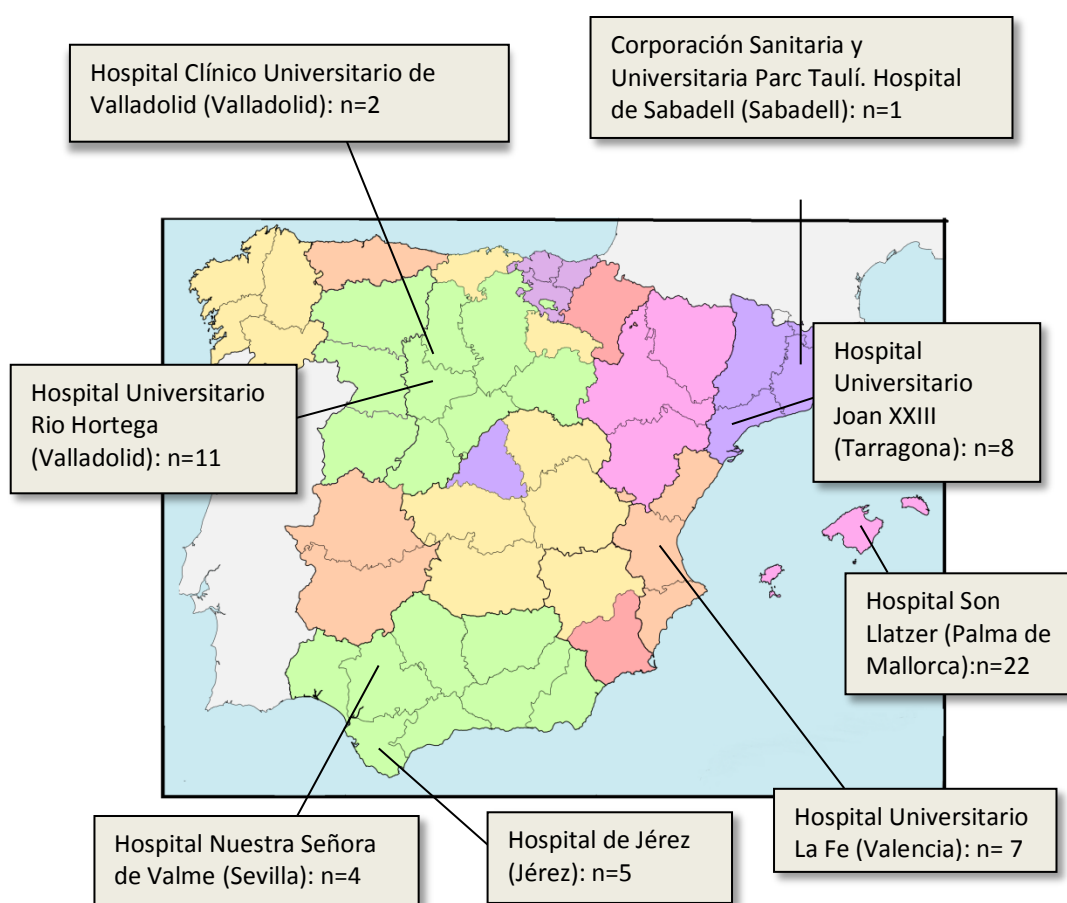 Hospital Clínico Universitario de
Valladolid (Valladolid): n=2
Corporación Sanitaria y
Universitaria Parc Taulí. Hospital
de Sabadell (Sabadell): n=1
Hospital Universitario
Rio Hortega
(Valladolid): n=11
Hospital
Universitario
Joan XXIII
(Tarragona): n=8
Hospital Son
Llatzer (Palma de
Mallorca):n=22
Hospital Universitario
La Fe (Valencia): n= 7
Hospital de Jérez
(Jérez): n=5
Hospital Nuestra Señora
de Valme (Sevilla): n=4